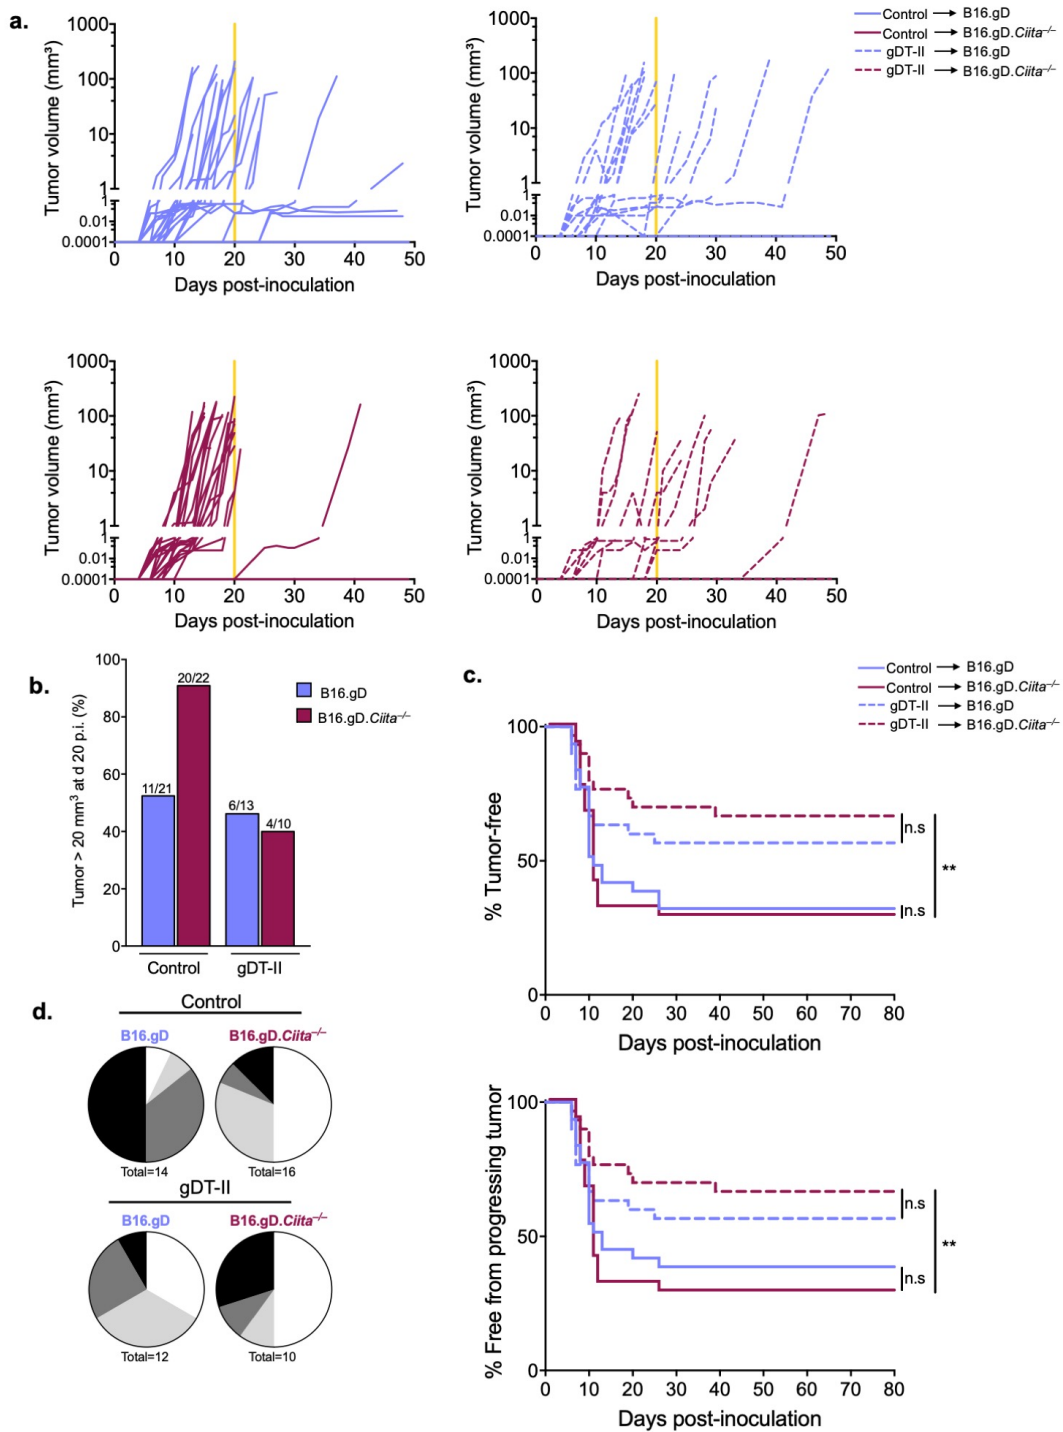 a.
Control → B16.gD
Control → B16.gD.Ciita–/–
gDT-II → B16.gD
gDT-II → B16.gD.Ciita–/–
Tumor volume (mm³)
1000
100
10
1
1
0.01
0.0001
0 10 20 30 40 50
Days post-inoculation
Tumor volume (mm³)
1000
100
10
1
1
0.01
0.0001
0 10 20 30 40 50
Days post-inoculation
Tumor volume (mm³)
1000
100
10
1
1
0.01
0.0001
0 10 20 30 40 50
Days post-inoculation
Tumor volume (mm³)
1000
100
10
1
1
0.01
0.0001
0 10 20 30 40 50
Days post-inoculation
b.
Tumor > 20 mm³ at d 20 p.i. (%)
100
80
60
40
20
0
11/21
20/22
6/13
4/10
Control gDT-II
B16.gD
B16.gD.Ciita–/–
c.
Control → B16.gD
Control → B16.gD.Ciita–/–
gDT-II → B16.gD
gDT-II → B16.gD.Ciita–/–
% Tumor-free
100
50
0
0 10 20 30 40 50 60 70 80
Days post-inoculation
n.s
**
n.s
% Free from progressing tumor
100
50
0
0 10 20 30 40 50 60 70 80
Days post-inoculation
n.s
**
n.s
d.
Control
B16.gD B16.gD.Ciita–/–
Total=14 Total=16
gDT-II
B16.gD B16.gD.Ciita–/–
Total=12 Total=10